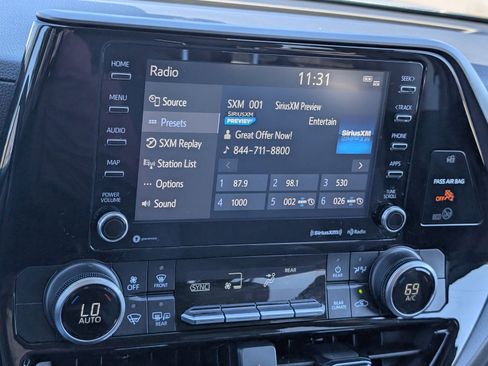 HOME
MENU
AUDIO
MAP
POWER
VOLUME
Radio
11:31
Source
Presets
SXM Replay
Station List
Options
Sound
SXM 001 SiriusXM Preview
SIRIUSXM
PREVIEW
Entertain
Great Offer Now!
844-711-8800
SiriusXM
1 87.9 2 98.1 3 530
4 1000 5 002 6 026
SiriusXM HD Radio
SEEK>
<TRACK
PHONE
APPS
TUNE
SCROLL
PASS AIR BAG
OFF
LO
AUTO
OFF
FRONT
REAR
SYNC
REAR
REAR
CLIMATE
69
A/C